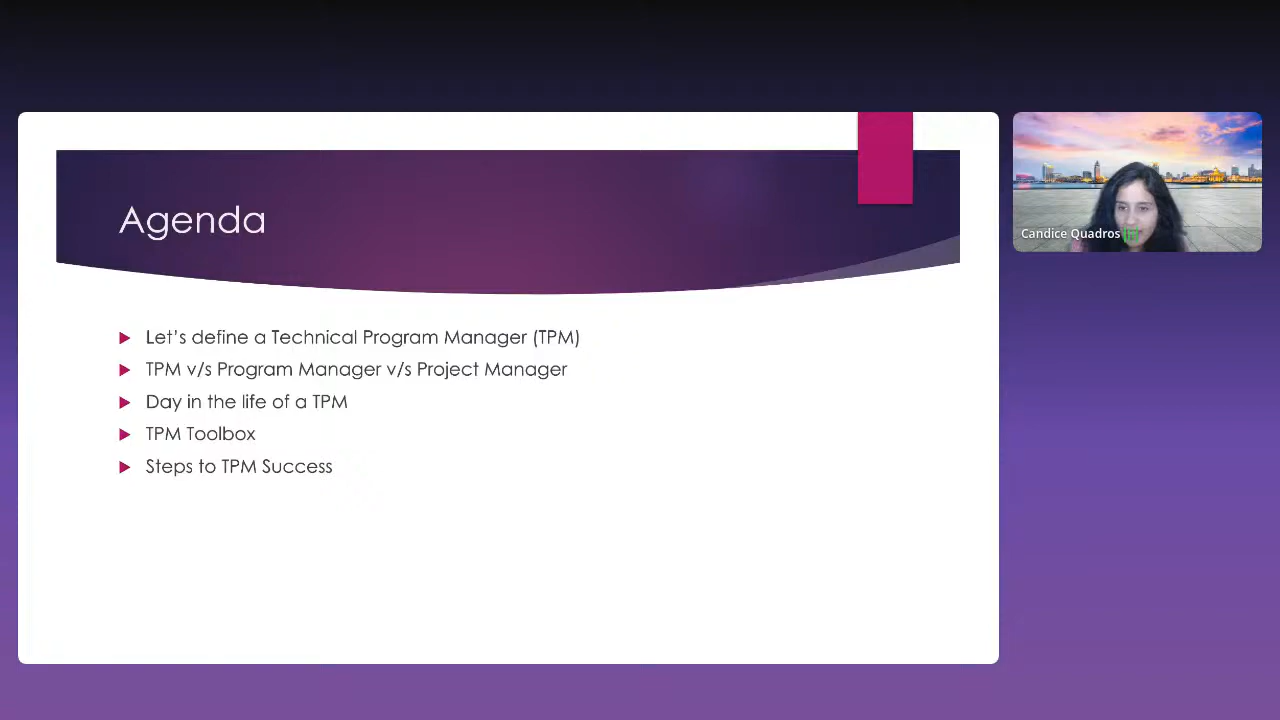 Agenda
Let's define a Technical Program Manager (TPM)
TPM v/s Program Manager v/s Project Manager
Day in the life of a TPM
TPM Toolbox
Steps to TPM Success
Candice Quadros